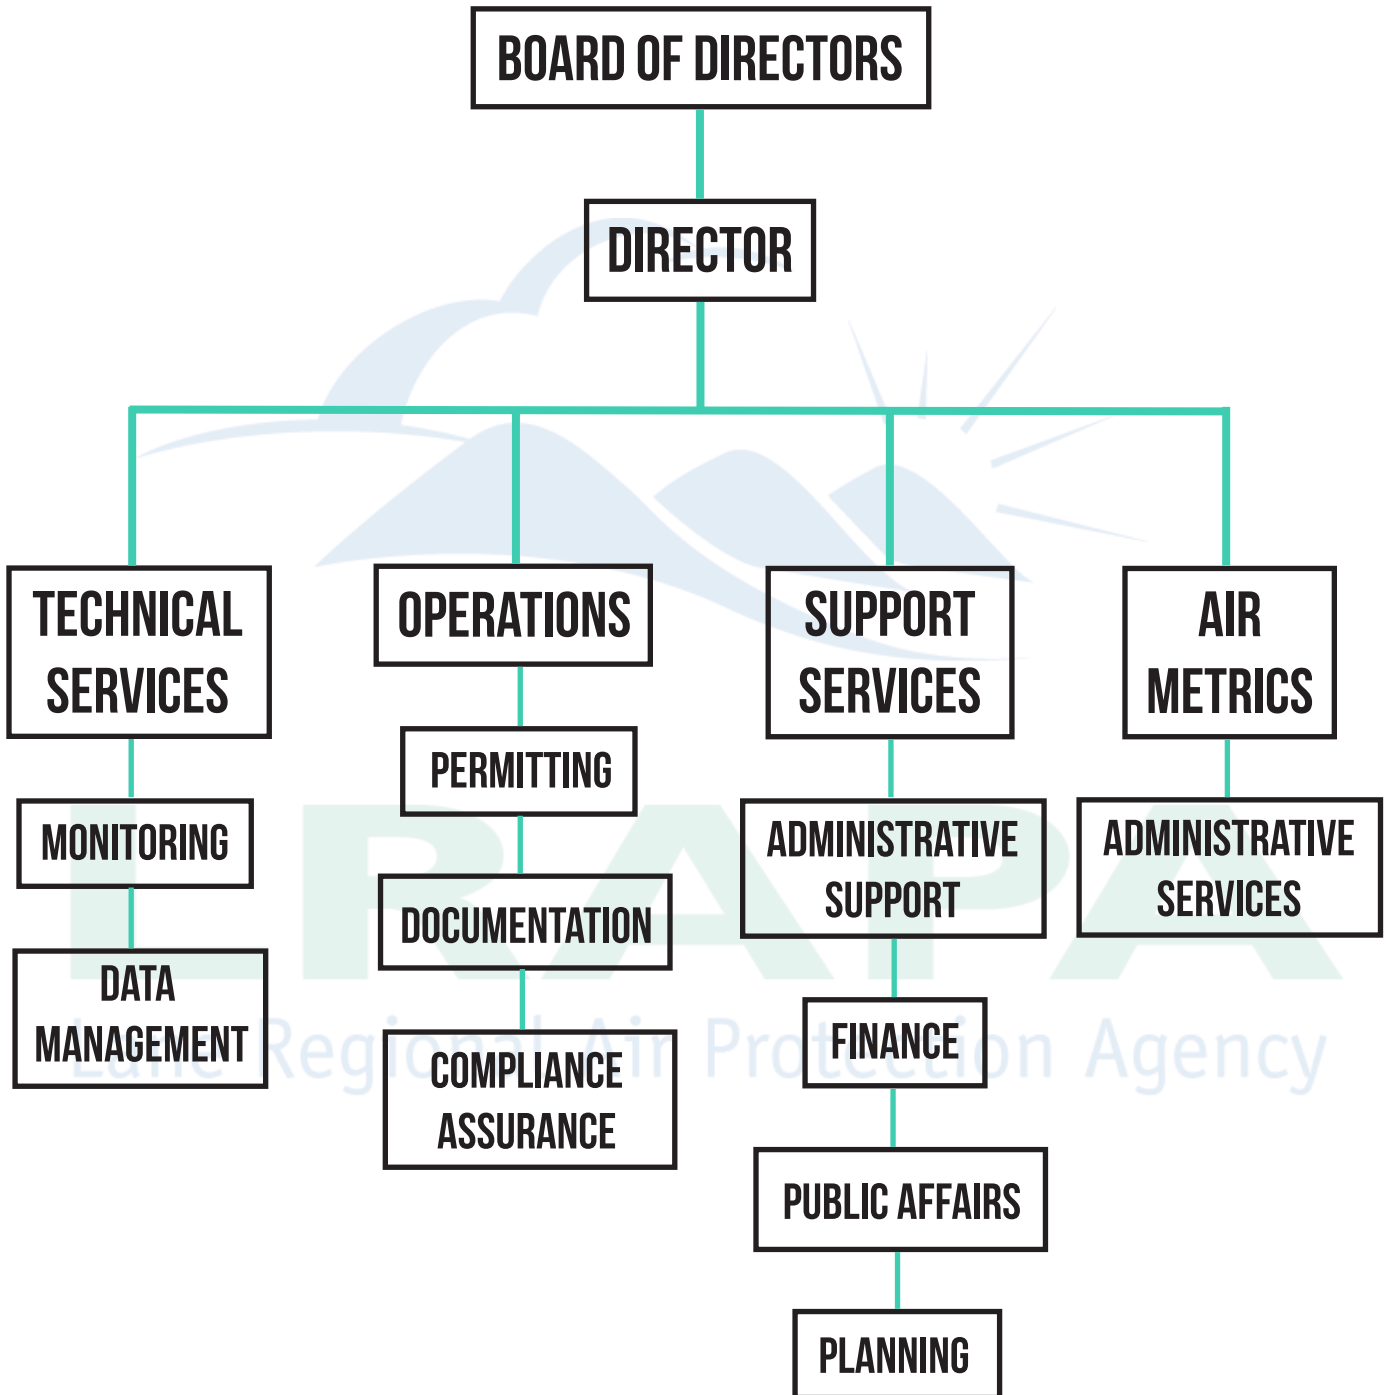 BOARD OF DIRECTORS
DIRECTOR
TECHNICAL
SERVICES
MONITORING
DATA
MANAGEMENT
OPERATIONS
PERMITTING
DOCUMENTATION
COMPLIANCE
ASSURANCE
SUPPORT
SERVICES
ADMINISTRATIVE
SUPPORT
FINANCE
PUBLIC AFFAIRS
PLANNING
AIR
METRICS
ADMINISTRATIVE
SERVICES
LRAPA
Lane Regional Air Protection Agency